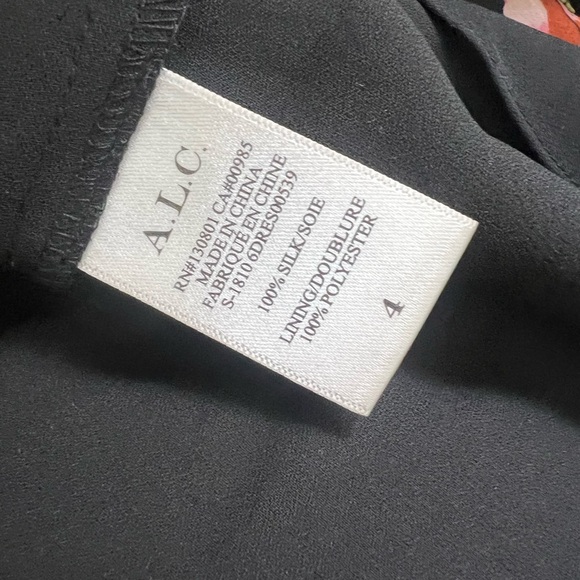 A.L.C.
RN#130801 CA#00985
MADE IN CHINA
FABRIQUE EN CHINE
S-1810 6DRES00539
100% SILK/SOIE
LINING/DOUBLURE
100% POLYESTER
4